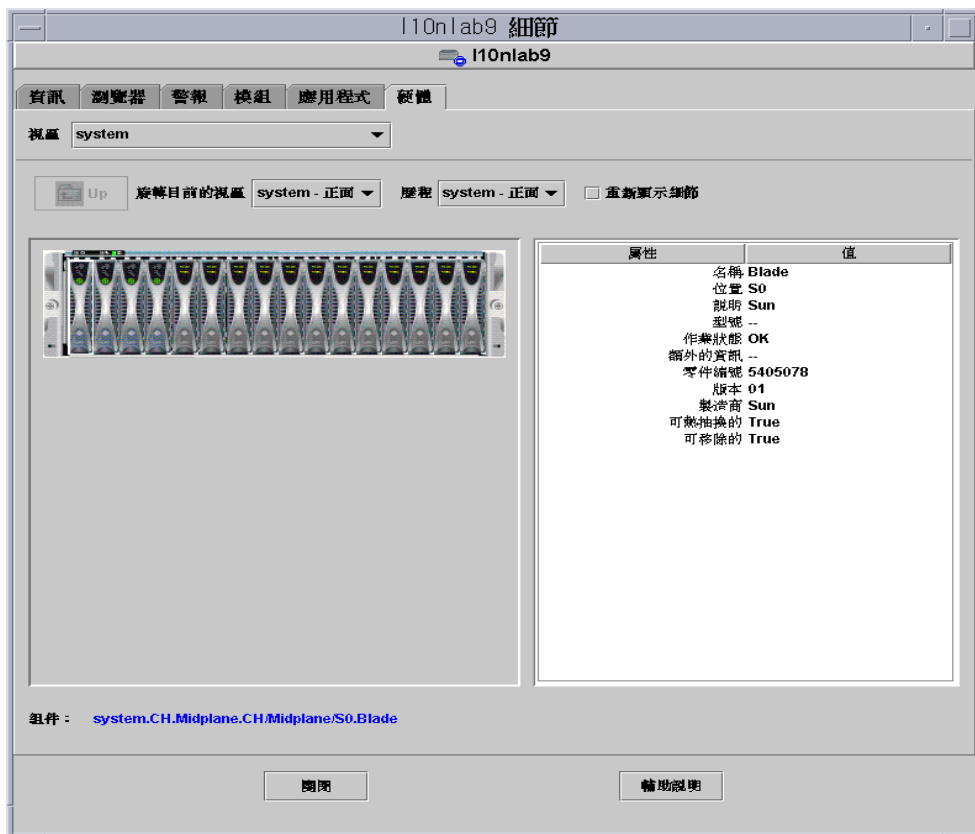 l10nlab9 細節
l10nlab9
資訊 瀏覽器 警報 模組 應用程式 硬體
視區 system
Up 旋轉目前的視區 system - 正面 歷程 system - 正面 重新顯示細節
屬性 值
名稱 Blade
位置 S0
說明 Sun
型號 --
作業狀態 OK
額外的資訊 --
零件編號 5405078
版本 01
製造商 Sun
可熱抽換的 True
可移除的 True
組件： system.CH.Midplane.CH/Midplane/S0.Blade
關閉 輔助說明